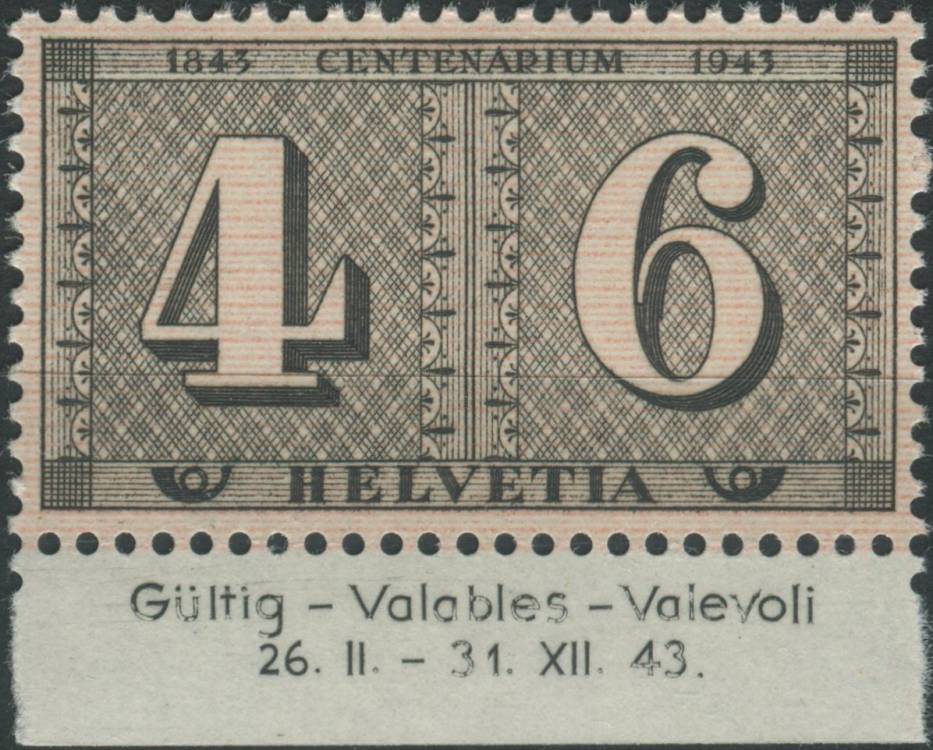 1843 CENTENARIUM 1943
4 6
HELVETIA
Gültig – Valables – Valevoli
26. II. – 31. XII. 43.